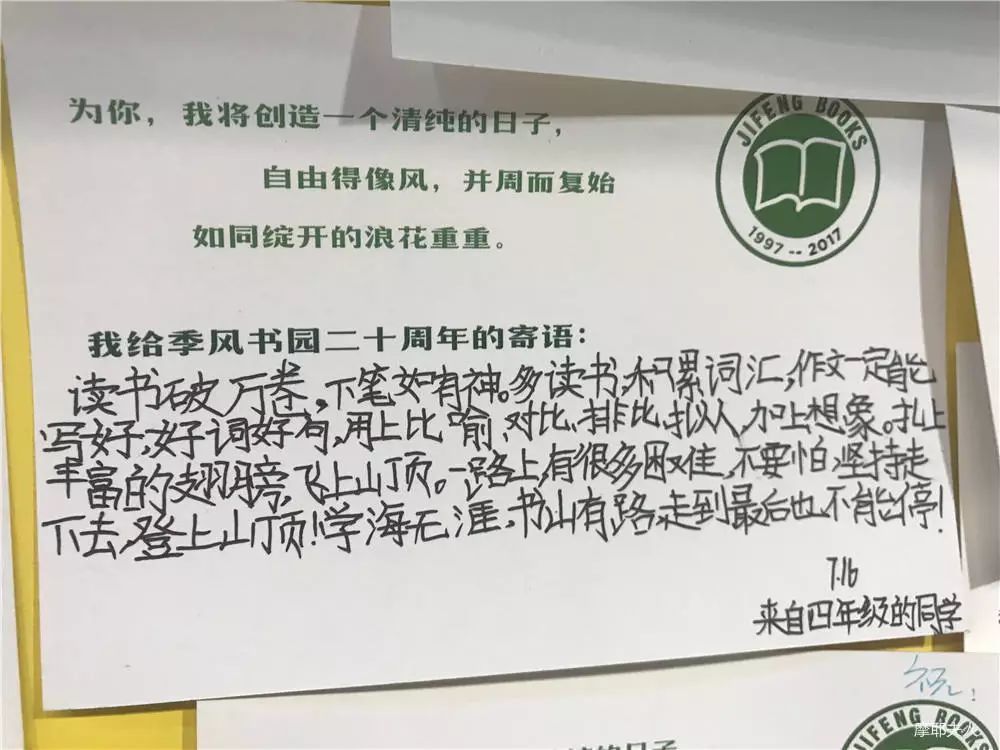 为你，我将创造一个清纯的日子，
自由得像风，并周而复始
如同绽开的浪花重重。
JIFENG BOOKS
1997--2017
我给季风书园二十周年的寄语：
读书破万卷，下笔如有神。多读书，积累词汇，作文一定能
写好，好词好句，用上比喻、对比、排比、拟人，加上想象。扎上
丰富的翅膀，飞上山顶。一路上，有很多困难，不要怕坚持走
下去，登上山顶！学海无涯，书山有路，走到最后也不能停！
7.16
来自四年级的同学
祝：
JIFENG BOOKS
的日子